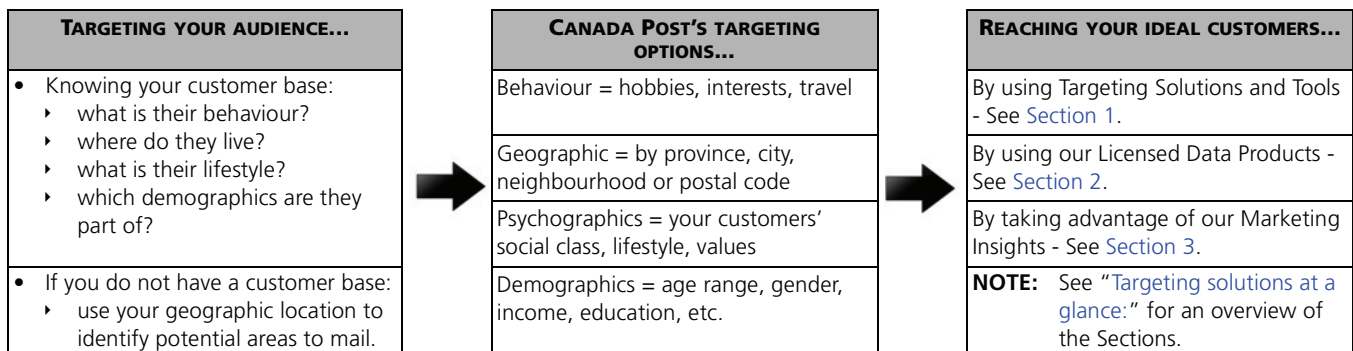 TARGETING YOUR AUDIENCE...
• Knowing your customer base:
‣ what is their behaviour?
‣ where do they live?
‣ what is their lifestyle?
‣ which demographics are they
part of?
• If you do not have a customer base:
‣ use your geographic location to
identify potential areas to mail.
CANADA POST'S TARGETING
OPTIONS...
Behaviour = hobbies, interests, travel
Geographic = by province, city,
neighbourhood or postal code
Psychographics = your customers'
social class, lifestyle, values
Demographics = age range, gender,
income, education, etc.
REACHING YOUR IDEAL CUSTOMERS...
By using Targeting Solutions and Tools
- See Section 1.
By using our Licensed Data Products -
See Section 2.
By taking advantage of our Marketing
Insights - See Section 3.
NOTE: See “Targeting solutions at a
glance:” for an overview of
the Sections.